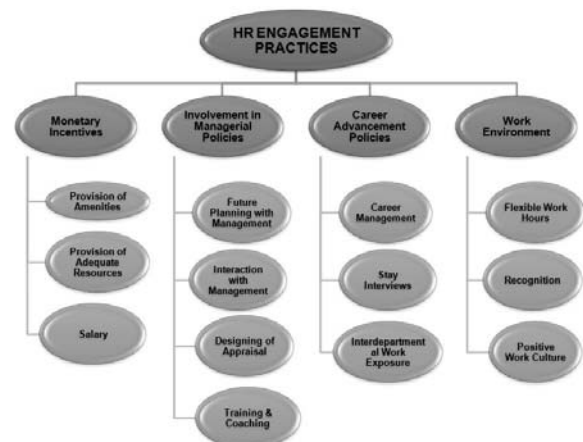 HR ENGAGEMENT
PRACTICES
Monetary
Incentives
Involvement in
Managerial
Policies
Career
Advancement
Policies
Work
Environment
Provision of
Amenities
Provision of
Adequate
Resources
Salary
Future
Planning with
Management
Interaction
with
Management
Designing of
Appraisal
Training &
Coaching
Career
Management
Stay
Interviews
Interdepartment
al Work
Exposure
Flexible Work
Hours
Recognition
Positive
Work Culture